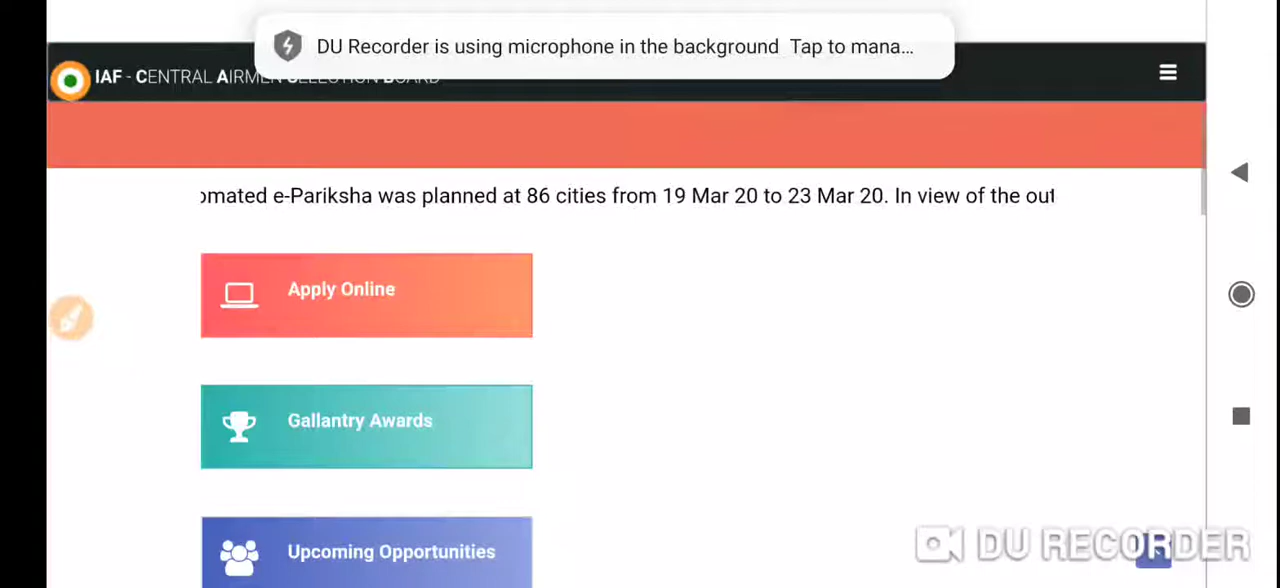 DU Recorder is using microphone in the background Tap to mana...
IAF - CENTRAL AIRMEN SELECTION BOARD
omated e-Pariksha was planned at 86 cities from 19 Mar 20 to 23 Mar 20. In view of the out
Apply Online
Gallantry Awards
Upcoming Opportunities
DU RECORDER